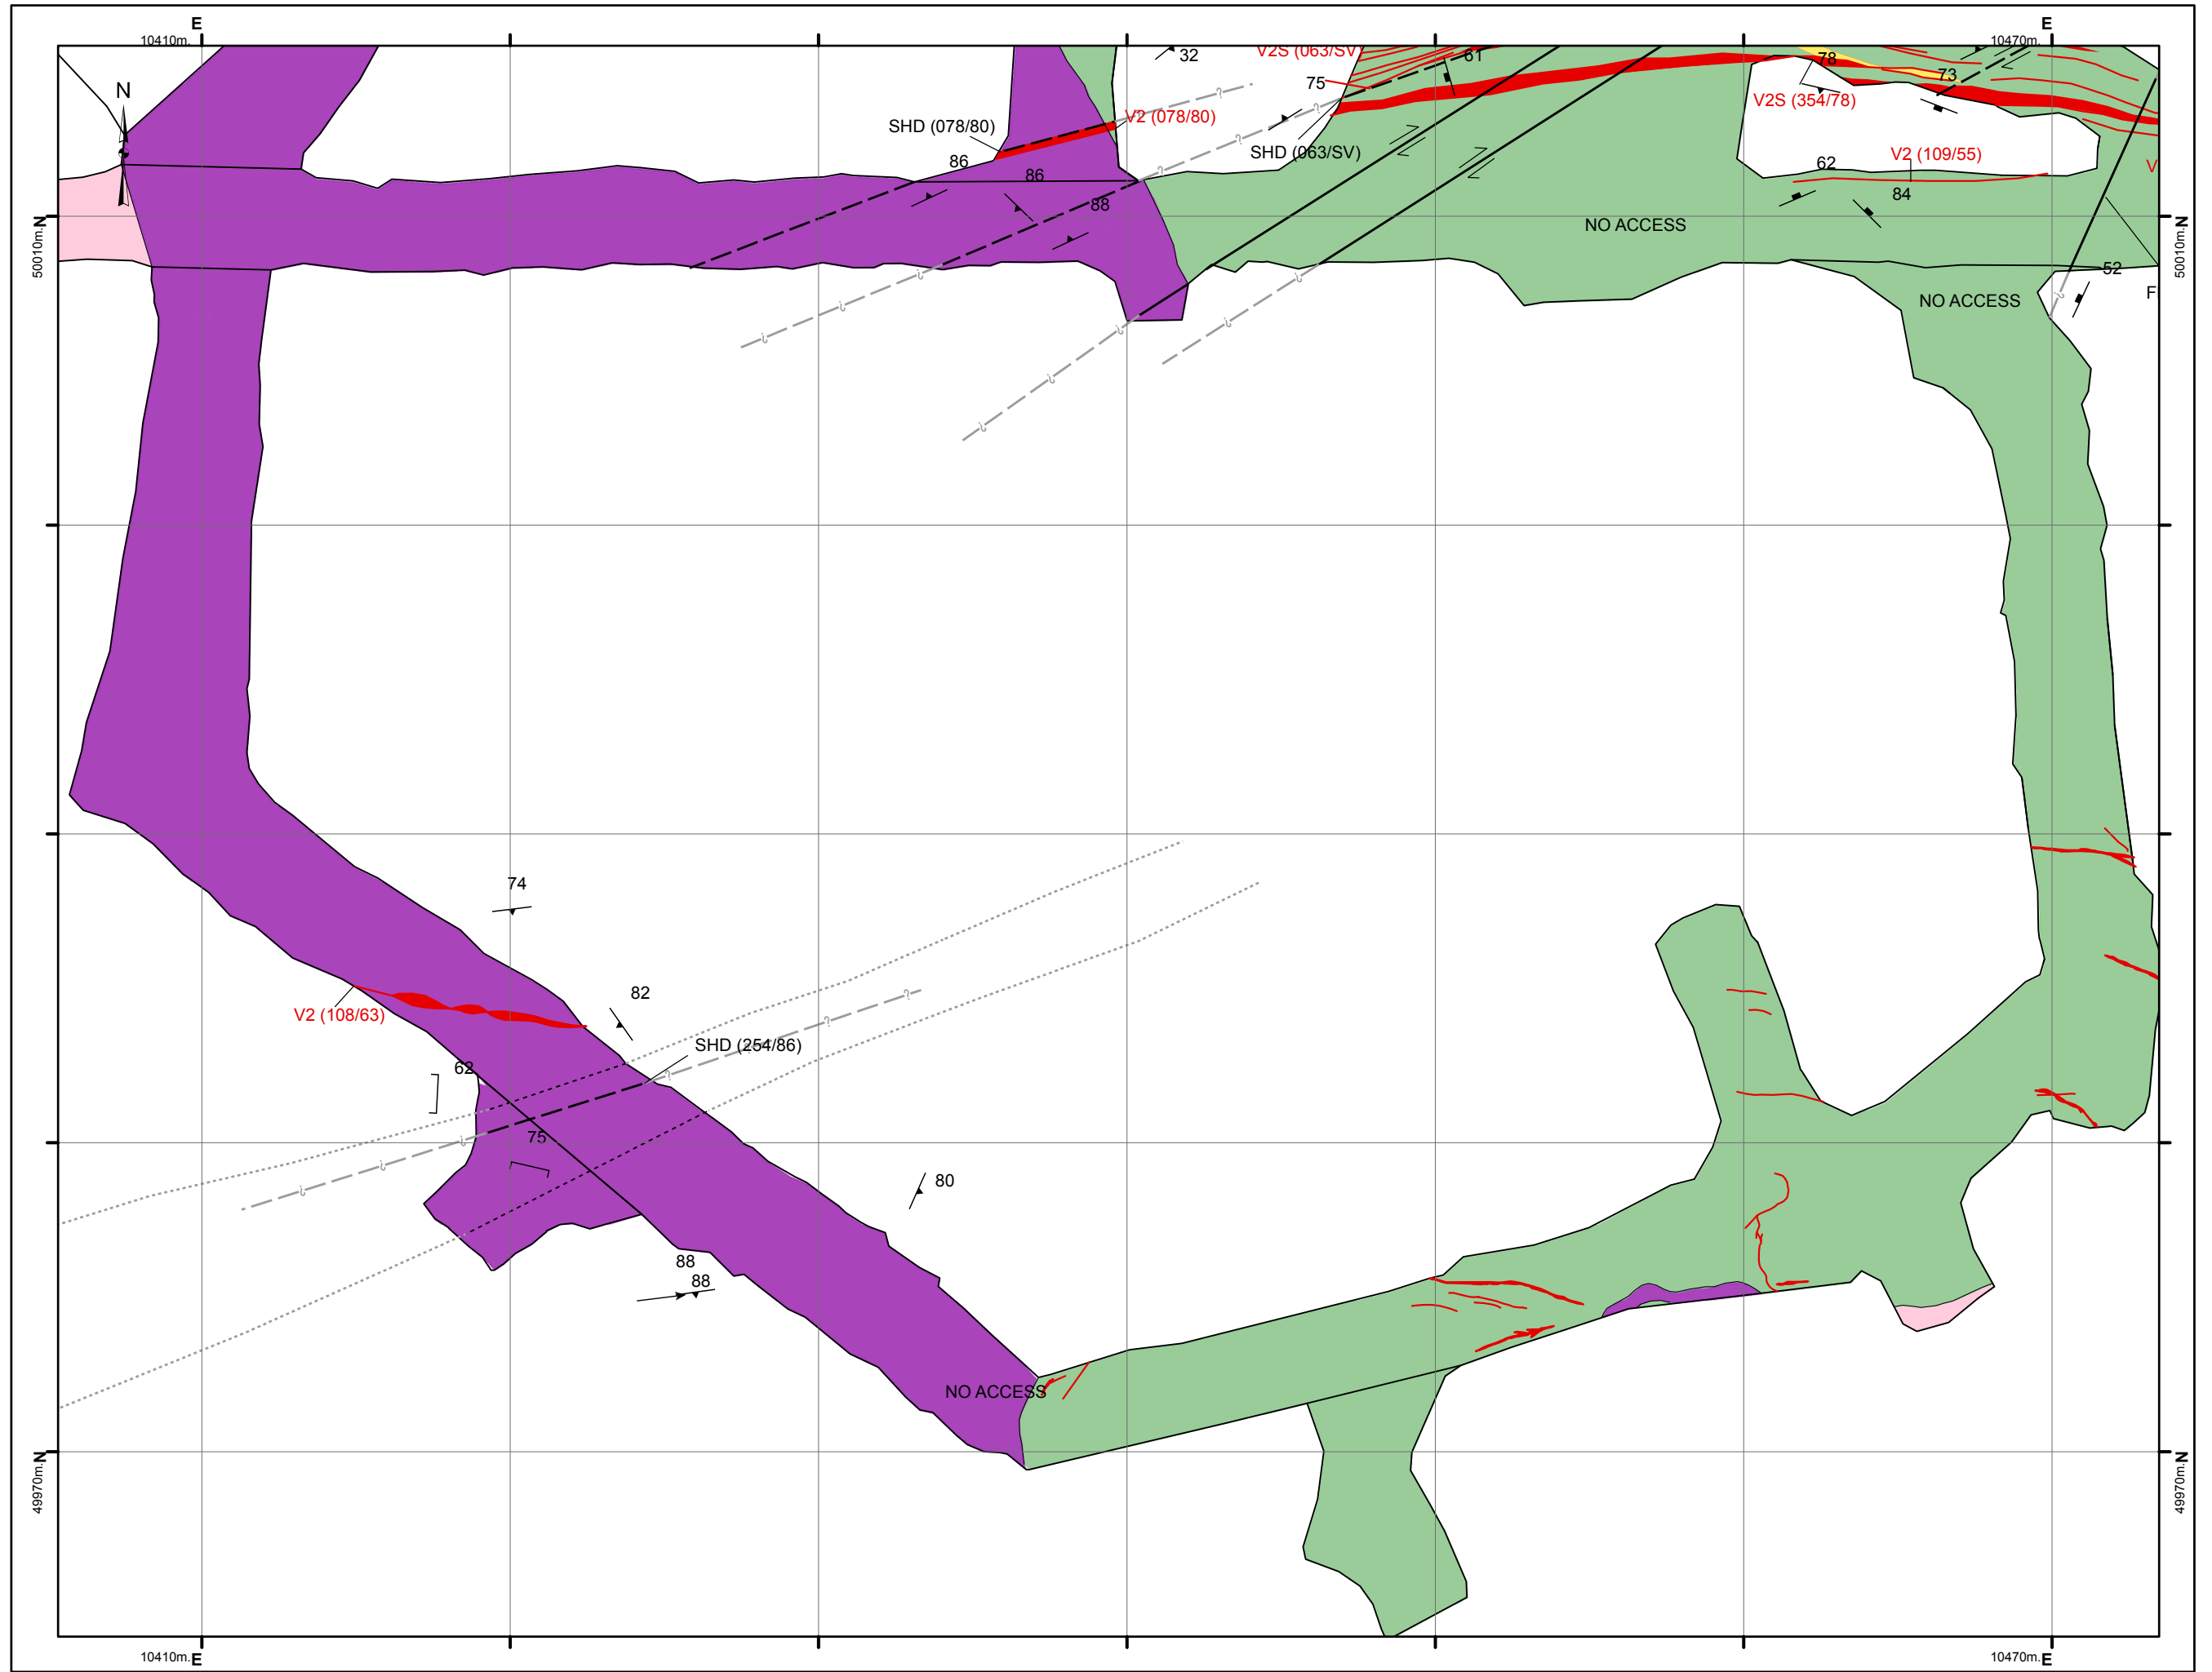 E
E
10410m.
10470m.
N
32
V2S (063/SV)
61
78
73
75
V2S (354/78)
V2 (078/80)
SHD (078/80)
SHD (063/SV)
86
62
V2 (109/55)
V
86
84
88
50010m.N
NO ACCESS
50010m.N
52
NO ACCESS
F
?
?
?
?
?
?
?
?
?
?
?
?
74
82
V2 (108/63)
?
?
SHD (254/86)
62
?
75
?
?
?
80
88
88
NO ACCESS
49970m.N
49970m.N
10410m.E
10470m.E